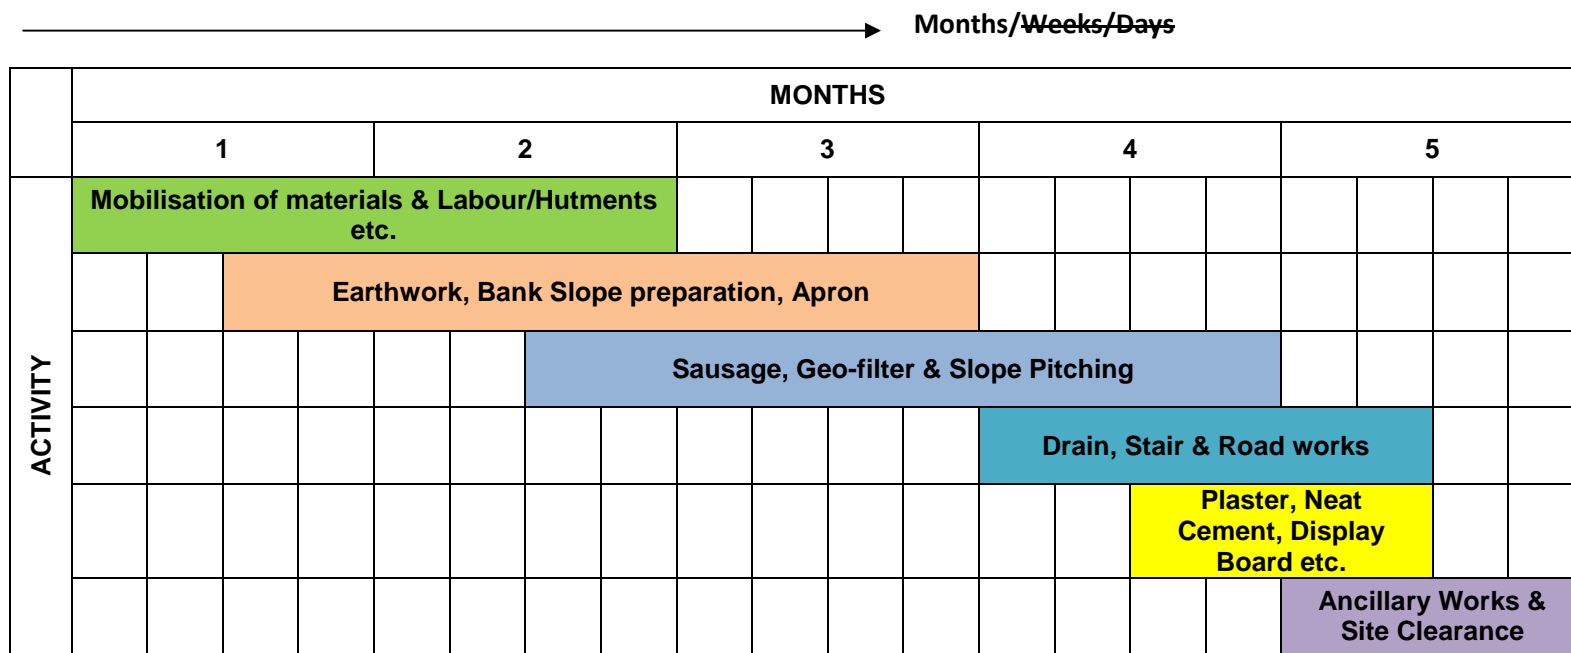 Months/Weeks/Days
MONTHS
1 2 3 4 5
ACTIVITY
Mobilisation of materials & Labour/Hutments
etc.
Earthwork, Bank Slope preparation, Apron
Sausage, Geo-filter & Slope Pitching
Drain, Stair & Road works
Plaster, Neat
Cement, Display
Board etc.
Ancillary Works &
Site Clearance